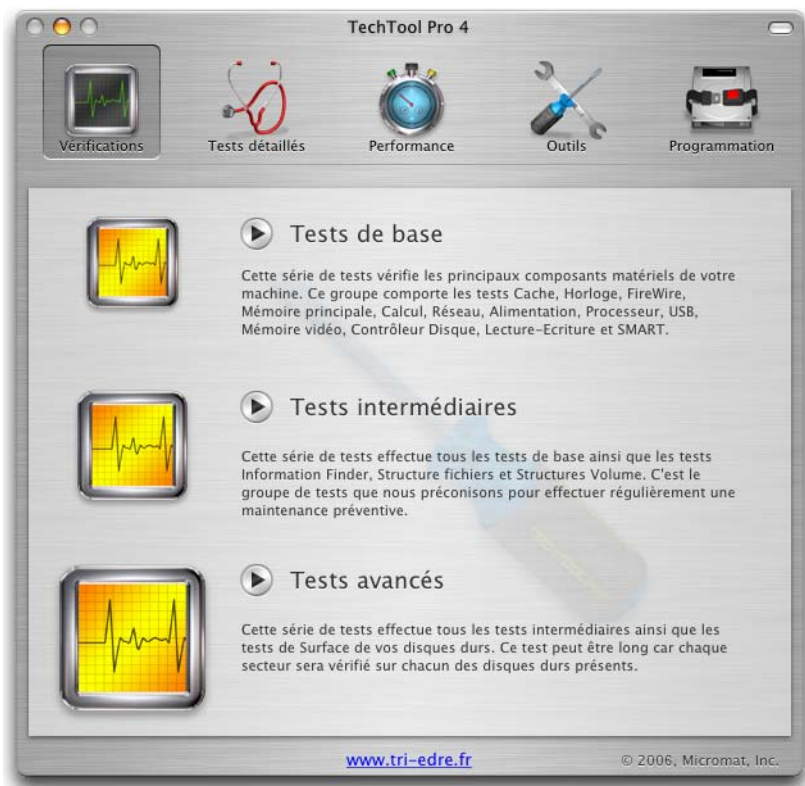 TechTool Pro 4
Vérifications
Tests détaillés
Performance
Outils
Programmation
Tests de base
Cette série de tests vérifie les principaux composants matériels de votre
machine. Ce groupe comporte les tests Cache, Horloge, FireWire,
Mémoire principale, Calcul, Réseau, Alimentation, Processeur, USB,
Mémoire vidéo, Contrôleur Disque, Lecture-Ecriture et SMART.
Tests intermédiaires
Cette série de tests effectue tous les tests de base ainsi que les tests
Information Finder, Structure fichiers et Structures Volume. C'est le
groupe de tests que nous préconisons pour effectuer régulièrement une
maintenance préventive.
Tests avancés
Cette série de tests effectue tous les tests intermédiaires ainsi que les
tests de Surface de vos disques durs. Ce test peut être long car chaque
secteur sera vérifié sur chacun des disques durs présents.
www.tri-edre.fr
© 2006, Micromat, Inc.